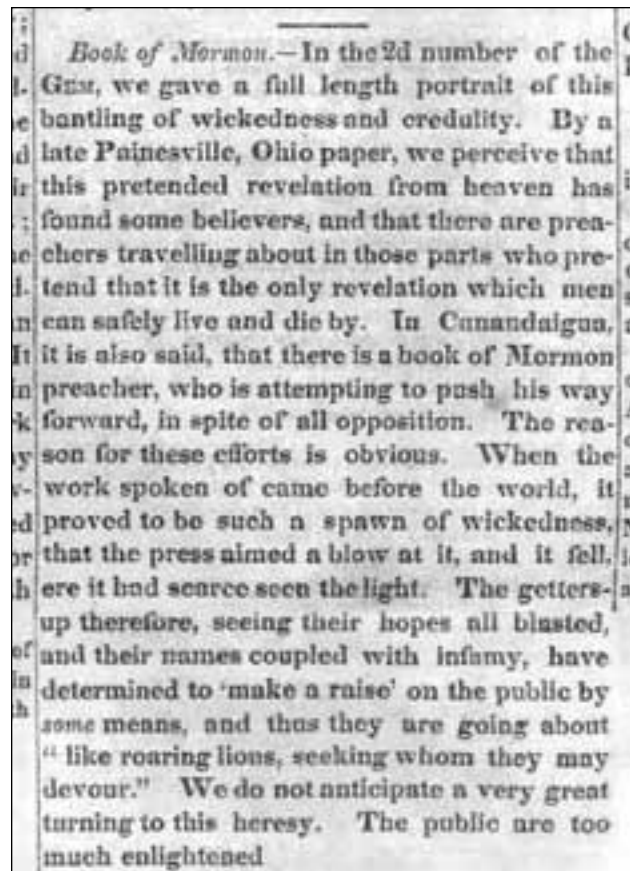 Book of Mormon.—In the 2d number of the
GEM, we gave a full length portrait of this
bantling of wickedness and credulity. By a
late Painesville, Ohio paper, we perceive that
this pretended revelation from heaven has
found some believers, and that there are prea-
chers travelling about in those parts who pre-
tend that it is the only revelation which men
can safely live and die by. In Canandaigua,
it is also said, that there is a book of Mormon
preacher, who is attempting to push his way
forward, in spite of all opposition. The rea-
son for these efforts is obvious. When the
work spoken of came before the world, it
proved to be such a spawn of wickedness,
that the press aimed a blow at it, and it fell,
ere it had scarce seen the light. The getters-
up therefore, seeing their hopes all blasted,
and their names coupled with infamy, have
determined to 'make a raise' on the public by
some means, and thus they are going about
" like roaring lions, seeking whom they may
devour." We do not anticipate a very great
turning to this heresy. The public are too
much enlightened